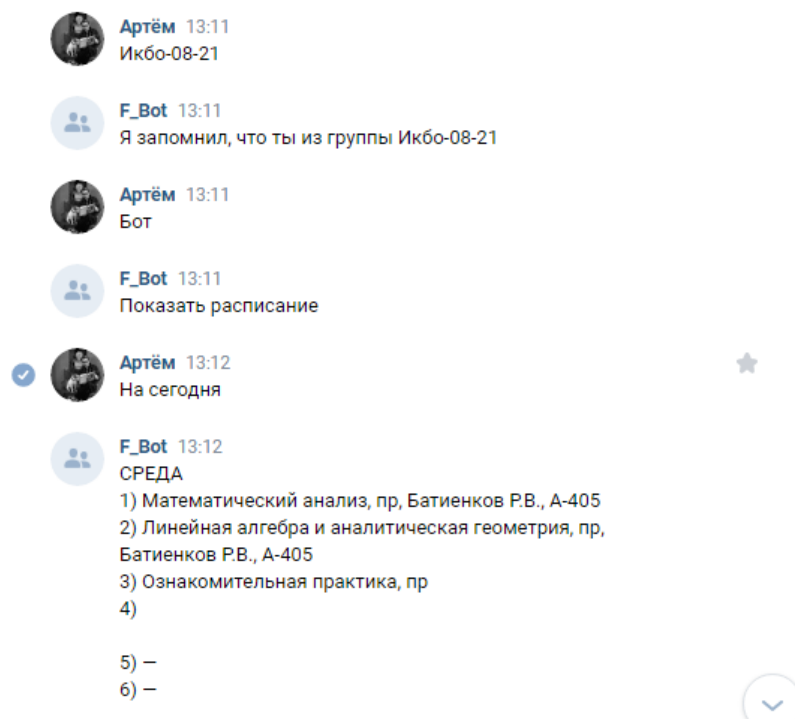 Артём 13:11
Икбо-08-21
F_Bot 13:11
Я запомнил, что ты из группы Икбо-08-21
Артём 13:11
Бот
F_Bot 13:11
Показать расписание
Артём 13:12
На сегодня
F_Bot 13:12
СРЕДА
1) Математический анализ, пр, Батиенков Р.В., А-405
2) Линейная алгебра и аналитическая геометрия, пр,
Батиенков Р.В., А-405
3) Ознакомительная практика, пр
4)
5) —
6) —